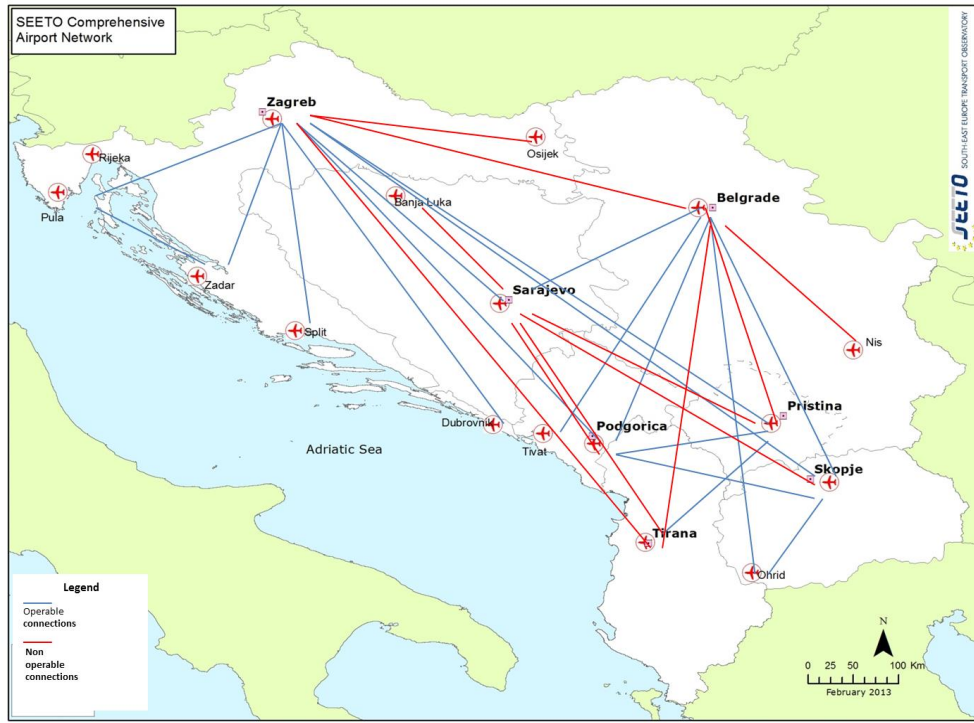 SEETO Comprehensive
Airport Network
SEETO SOUTH-EAST EUROPE TRANSPORT OBSERVATORY
Zagreb
Osijek
Rijeka
Pula
Banja Luka
Belgrade
Zadar
Sarajevo
Split
Nis
Pristina
Dubrovnik
Podgorica
Tivat
Adriatic Sea
Skopje
Tirana
Ohrid
Legend
Operable
connections
Non
operable
connections
N
0 25 50 100 Km
February 2013